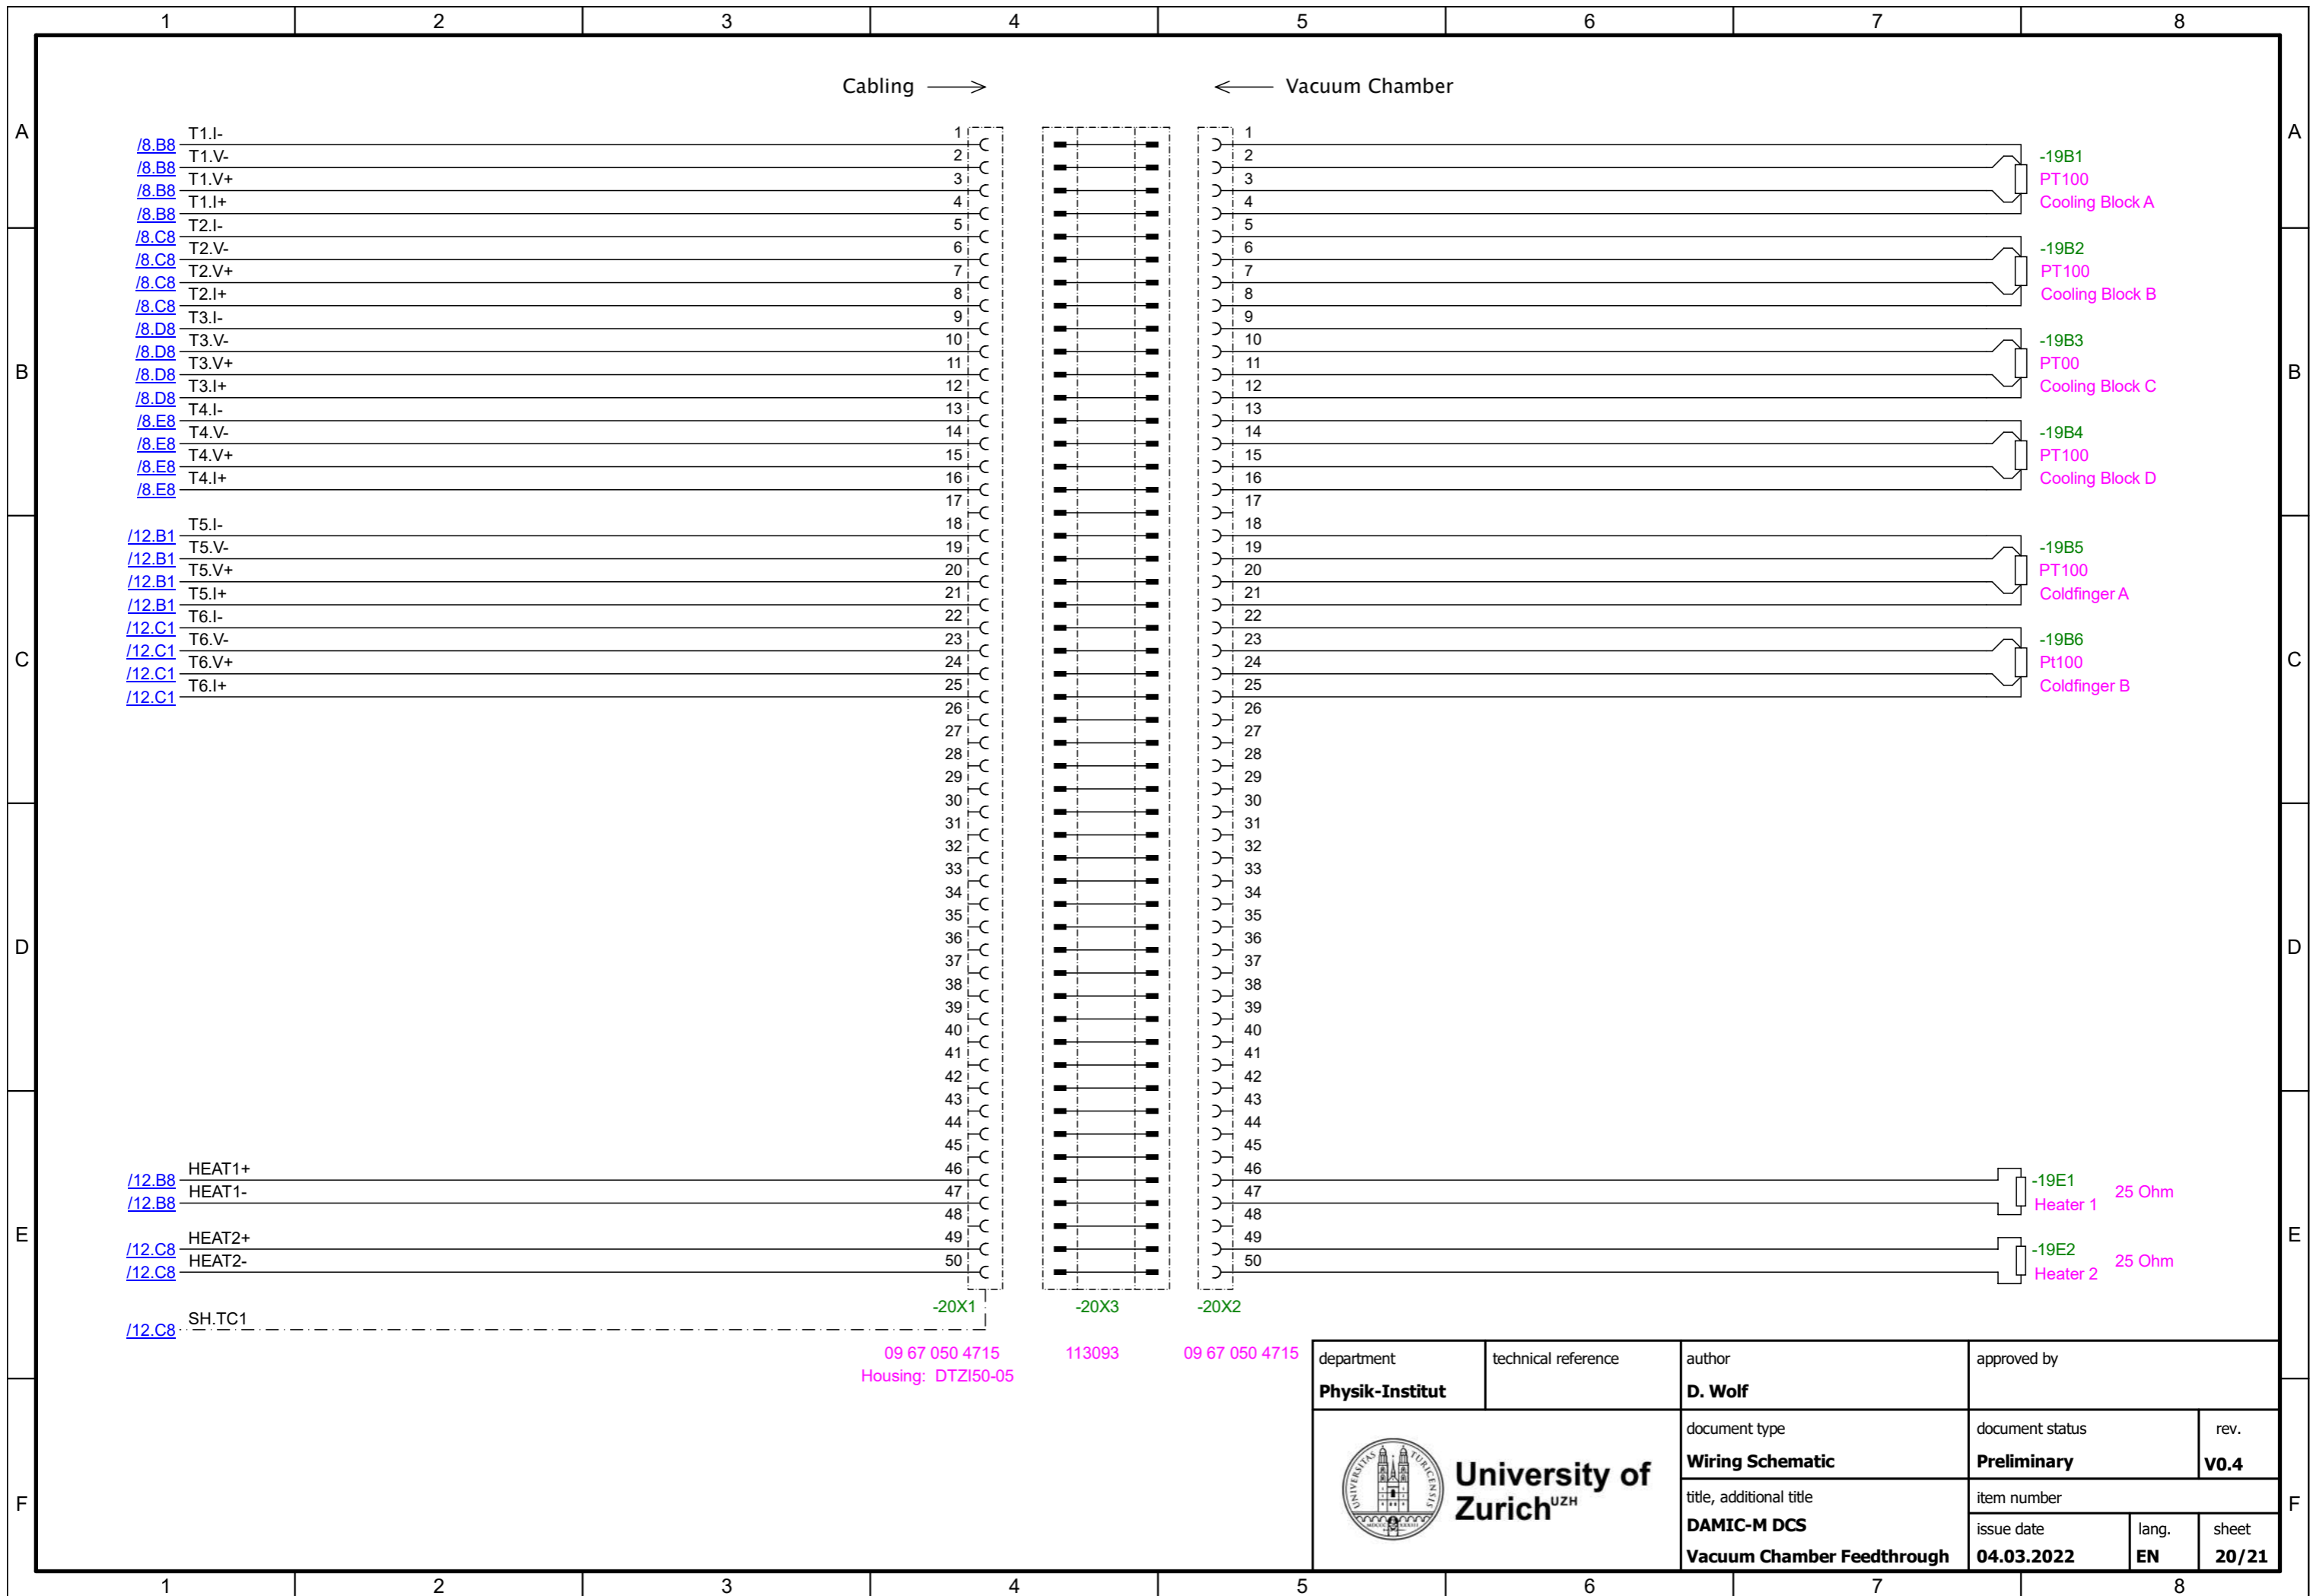 1 2 3 4 5 6 7 8
Cabling Vacuum Chamber
A A
T1.I- 1 1
/8.B8
T1.V- 2 2 -19B1
/8.B8
T1.V+ 3 3 PT100
/8.B8
T1.I+ 4 4 Cooling Block A
/8.B8
T2.I- 5 5
/8.C8
T2.V- 6 6 -19B2
/8.C8
T2.V+ 7 7 PT100
/8.C8
T2.I+ 8 8 Cooling Block B
/8.C8
T3.I- 9 9
/8.D8
T3.V- 10 10 -19B3
/8.D8
T3.V+ 11 11 PT00
B B
/8.D8
T3.I+ 12 12 Cooling Block C
/8.D8
T4.I- 13 13
/8.E8
T4.V- 14 14 -19B4
/8.E8
T4.V+ 15 15 PT100
/8.E8
T4.I+ 16 16 Cooling Block D
/8.E8
17 17
T5.I- 18 18
/12.B1
T5.V- 19 19 -19B5
/12.B1
T5.V+ 20 20 PT100
/12.B1
T5.I+ 21 21 Coldfinger A
/12.B1
T6.I- 22 22
/12.C1
T6.V- 23 23 -19B6
/12.C1
C C
T6.V+ 24 24 Pt100
/12.C1
T6.I+ 25 25 Coldfinger B
/12.C1
26 26
27 27
28 28
29 29
30 30
31 31
32 32
33 33
34 34
35 35
36 36
D D
37 37
38 38
39 39
40 40
41 41
42 42
43 43
44 44
45 45
HEAT1+ 46 46
/12.B8 -19E1
HEAT1- 47 47 25 Ohm
/12.B8 Heater 1
48 48
E E
HEAT2+ 49 49
/12.C8 -19E2
HEAT2- 50 50 25 Ohm
/12.C8 Heater 2
-20X1 -20X3 -20X2
SH.TC1
/12.C8
09 67 050 4715 113093 09 67 050 4715
Housing: DTZI50-05
department technical reference author approved by
Physik-Institut D. Wolf
document type document status rev.
Wiring Schematic Preliminary V0.4
UNIVERSITAS TURICENSIS
MDCCC XXXIII
University of
Zurich UZH
F F
title, additional title item number
DAMIC-M DCS
issue date lang. sheet
Vacuum Chamber Feedthrough 04.03.2022 EN 20/21
1 2 3 4 5 6 7 8